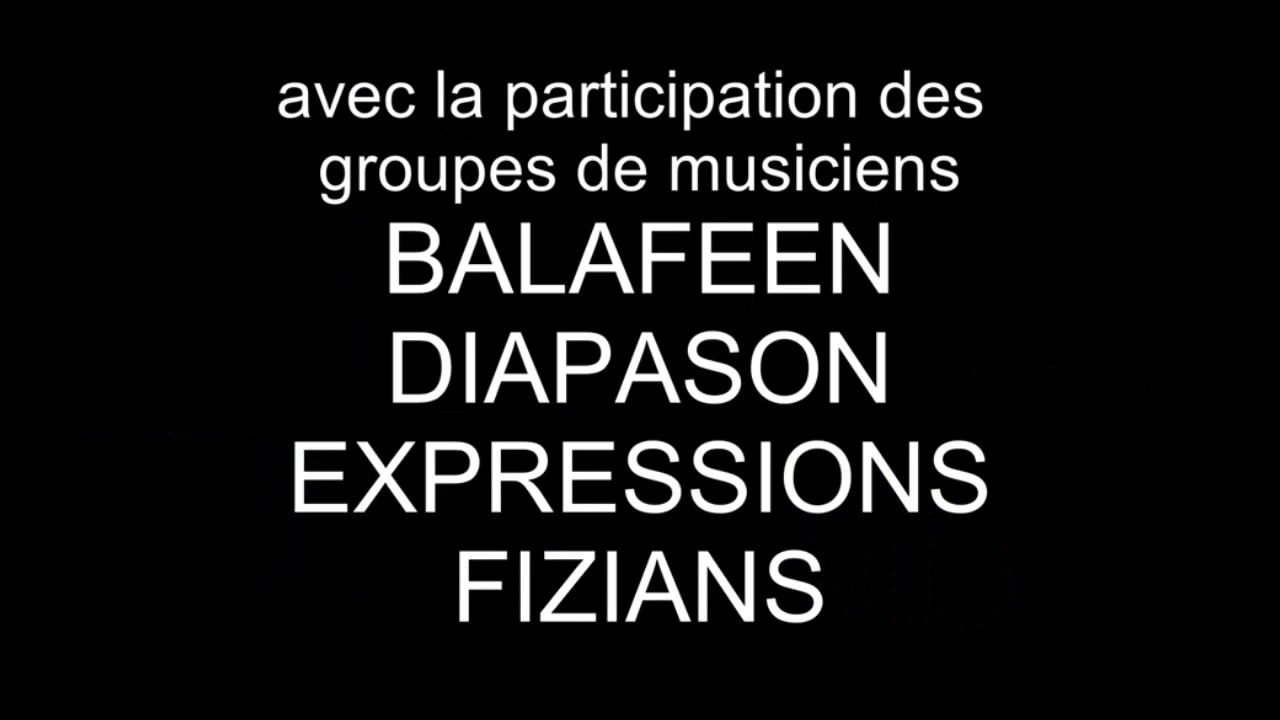 avec la participation des
groupes de musiciens
BALAFEEN
DIAPASON
EXPRESSIONS
FIZIANS